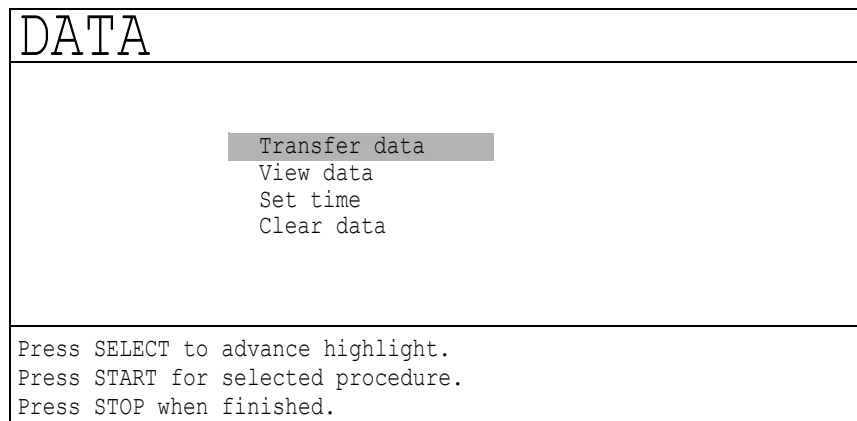 DATA
Transfer data
View data
Set time
Clear data
Press SELECT to advance highlight.
Press START for selected procedure.
Press STOP when finished.